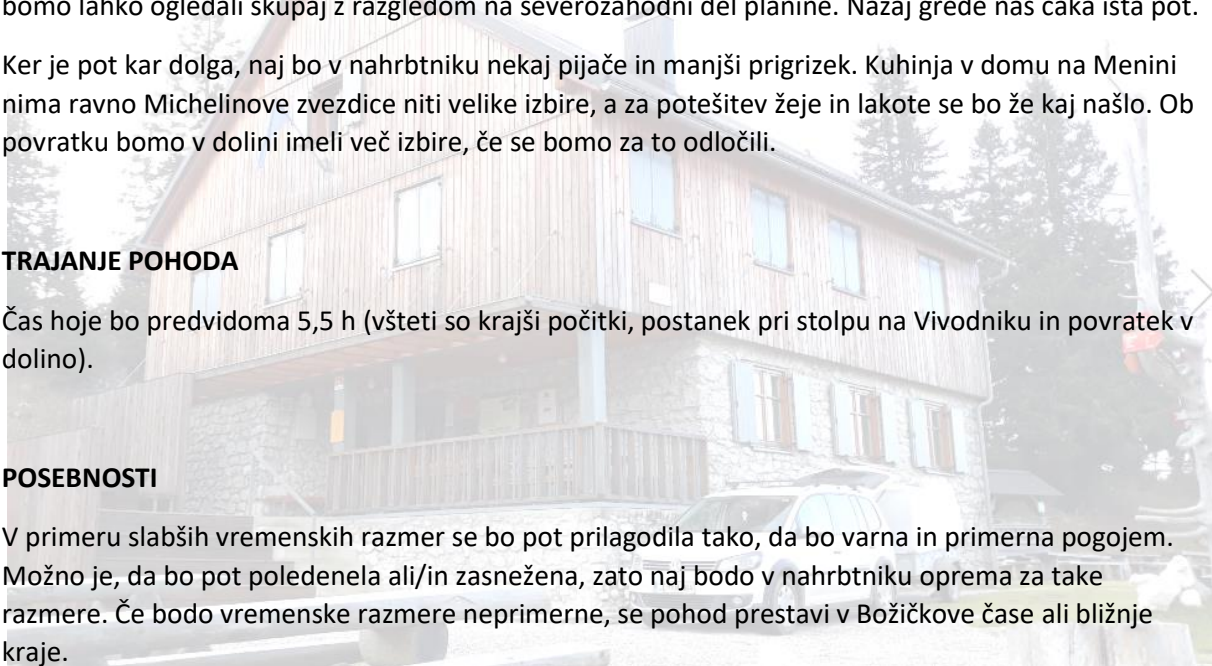 bomo lahko ogledali skupaj z razgledom na severozahodni del planine. Nazaj grede nas čaka ista pot.
Ker je pot kar dolga, naj bo v nahrbtniku nekaj pijače in manjši prigrizek. Kuhinja v domu na Menini
nima ravno Michelinove zvezdice niti velike izbire, a za potešitev žeje in lakote se bo že kaj našlo. Ob
povratku bomo v dolini imeli več izbire, če se bomo za to odločili.
TRAJANJE POHODA
Čas hoje bo predvidoma 5,5 h (všteti so krajši počitki, postanek pri stolpu na Vivodniku in povratek v
dolino).
POSEBNOSTI
V primeru slabših vremenskih razmer se bo pot prilagodila tako, da bo varna in primerna pogojem.
Možno je, da bo pot poledenela ali/in zasnežena, zato naj bodo v nahrbtniku oprema za take
razmere. Če bodo vremenske razmere neprimerne, se pohod prestavi v Božičkove čase ali bližnje
kraje.